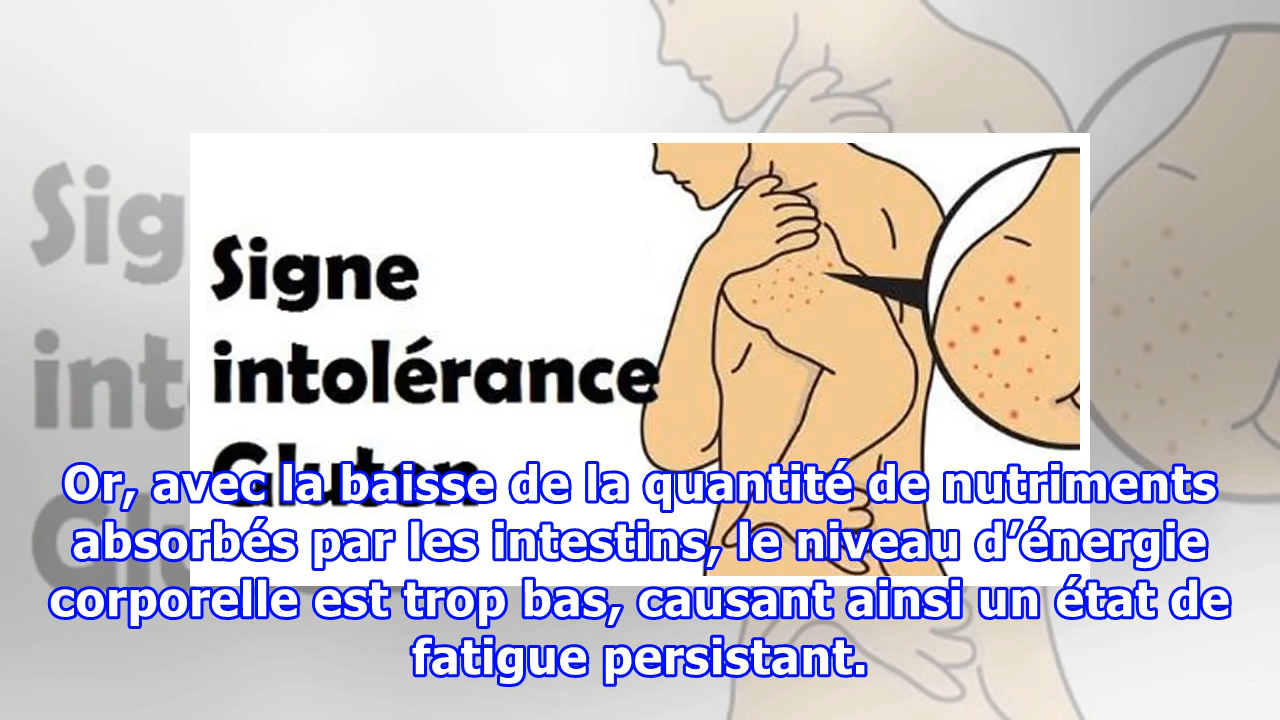 Signe
intolérance
Gluten
Or, avec la baisse de la quantité de nutriments
absorbés par les intestins, le niveau d’énergie
corporelle est trop bas, causant ainsi un état de
fatigue persistant.